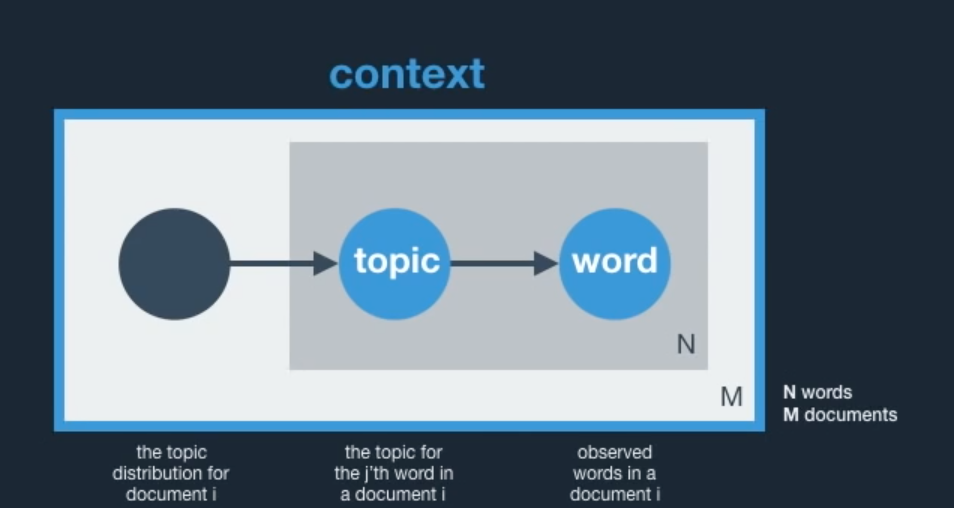 context
topic
word
N
M
N words
M documents
the topic
distribution for
document i
the topic for
the j'th word in
a document i
observed
words in a
document i